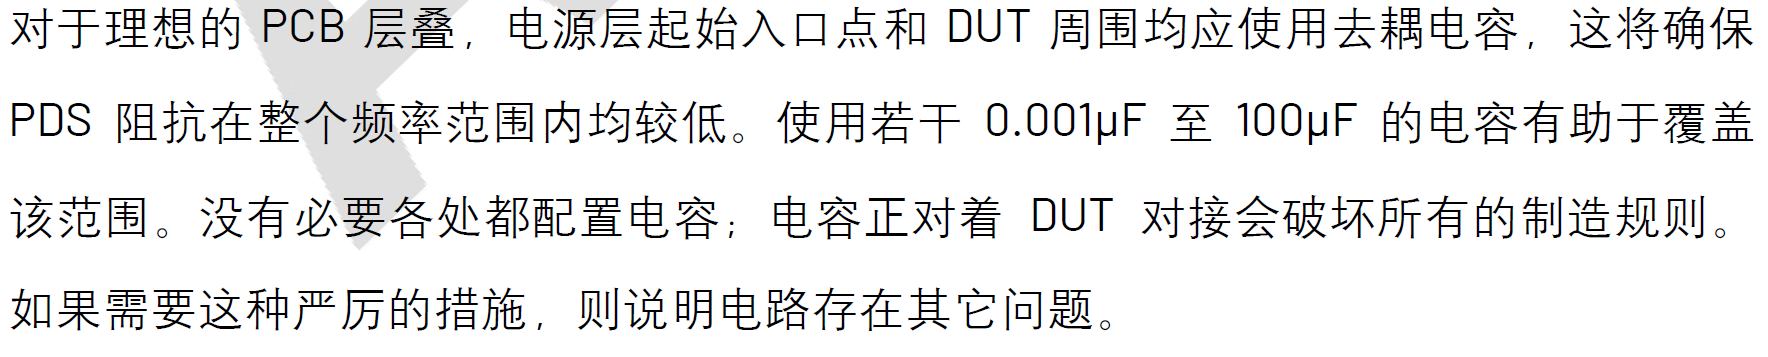 对于理想的 PCB 层叠，电源层起始入口点和 DUT 周围均应使用去耦电容，这将确保
PDS 阻抗在整个频率范围内均较低。使用若干 0.001μF 至 100μF 的电容有助于覆盖
该范围。没有必要各处都配置电容；电容正对着 DUT 对接会破坏所有的制造规则。
如果需要这种严厉的措施，则说明电路存在其它问题。